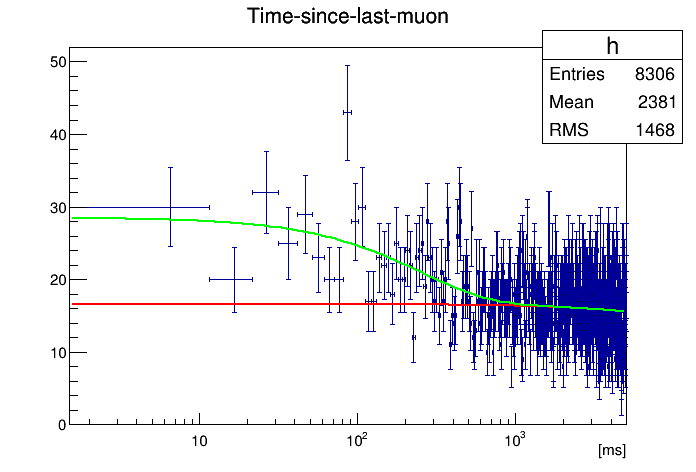 Time-since-last-muon
h
Entries 8306
Mean 2381
RMS 1468
50
40
30
20
10
0
10 10² 10³
[ms]